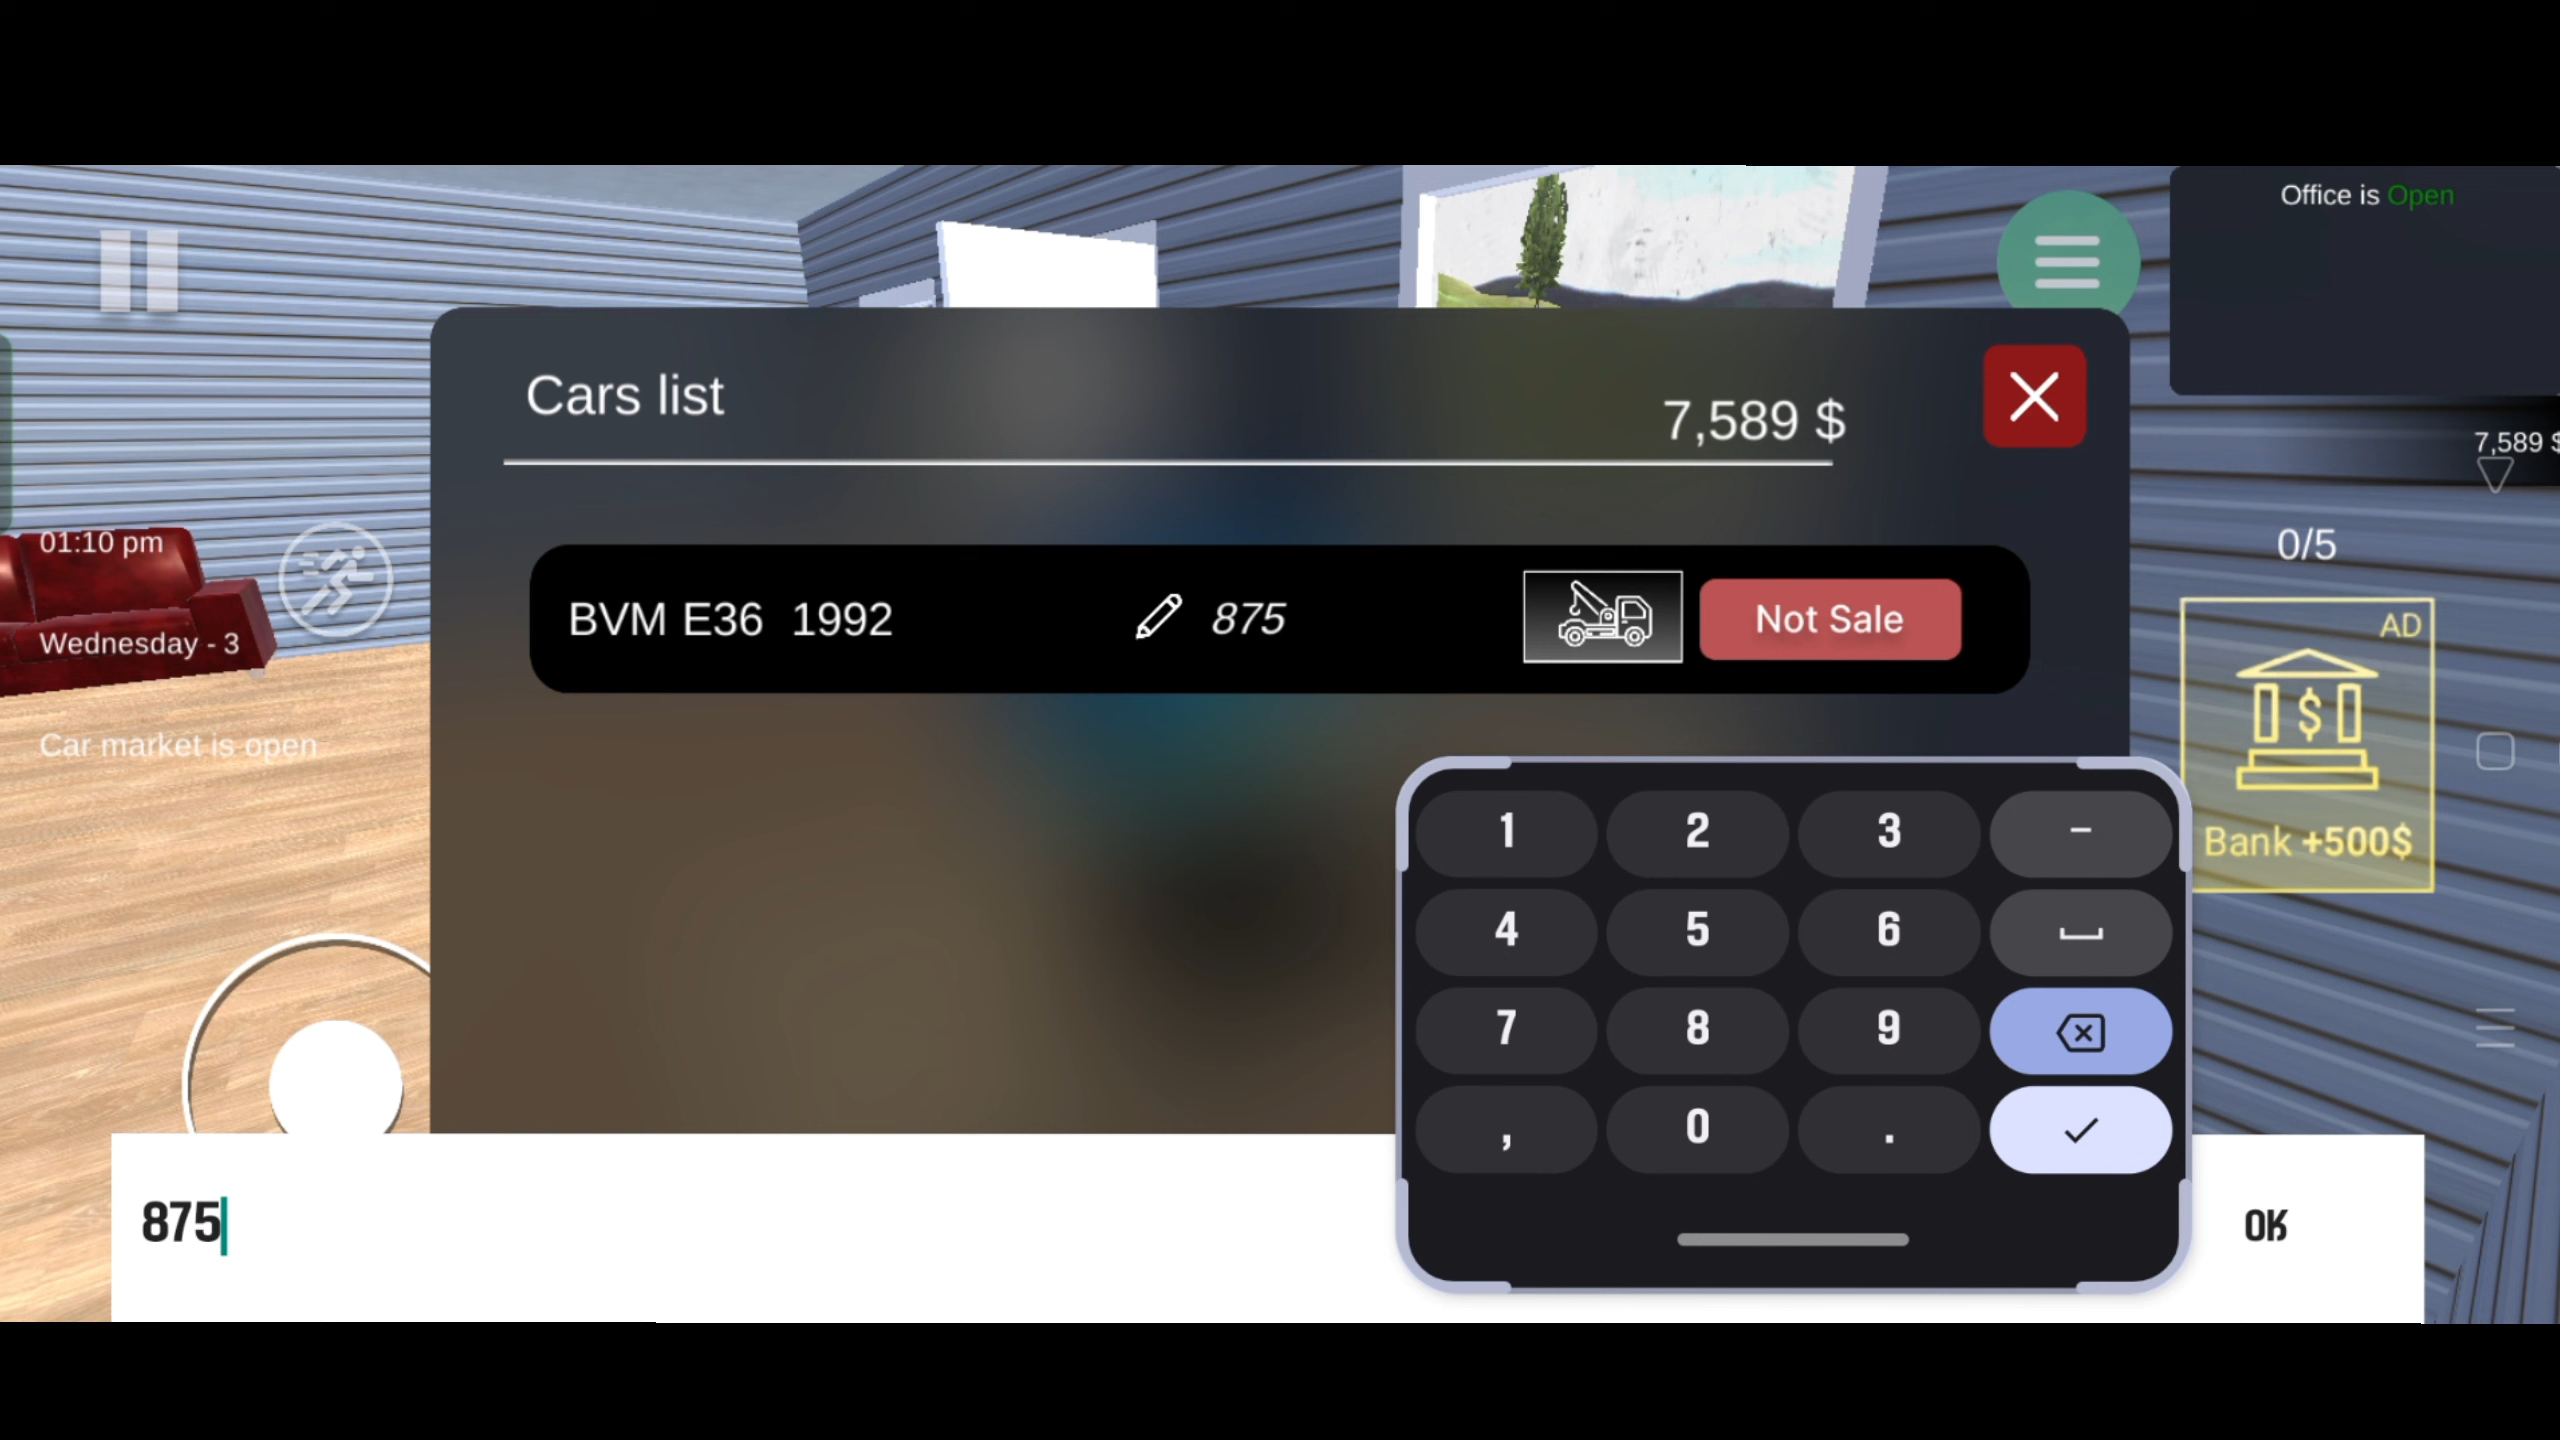 Office is Open
Cars list
7,589 $
7,589 $
01:10 pm
0/5
BVM E36 1992
875
Not Sale
AD
Wednesday - 3
Car market is open
Bank +500$
1 2 3 -
4 5 6
7 8 9
, 0 .
875
OK